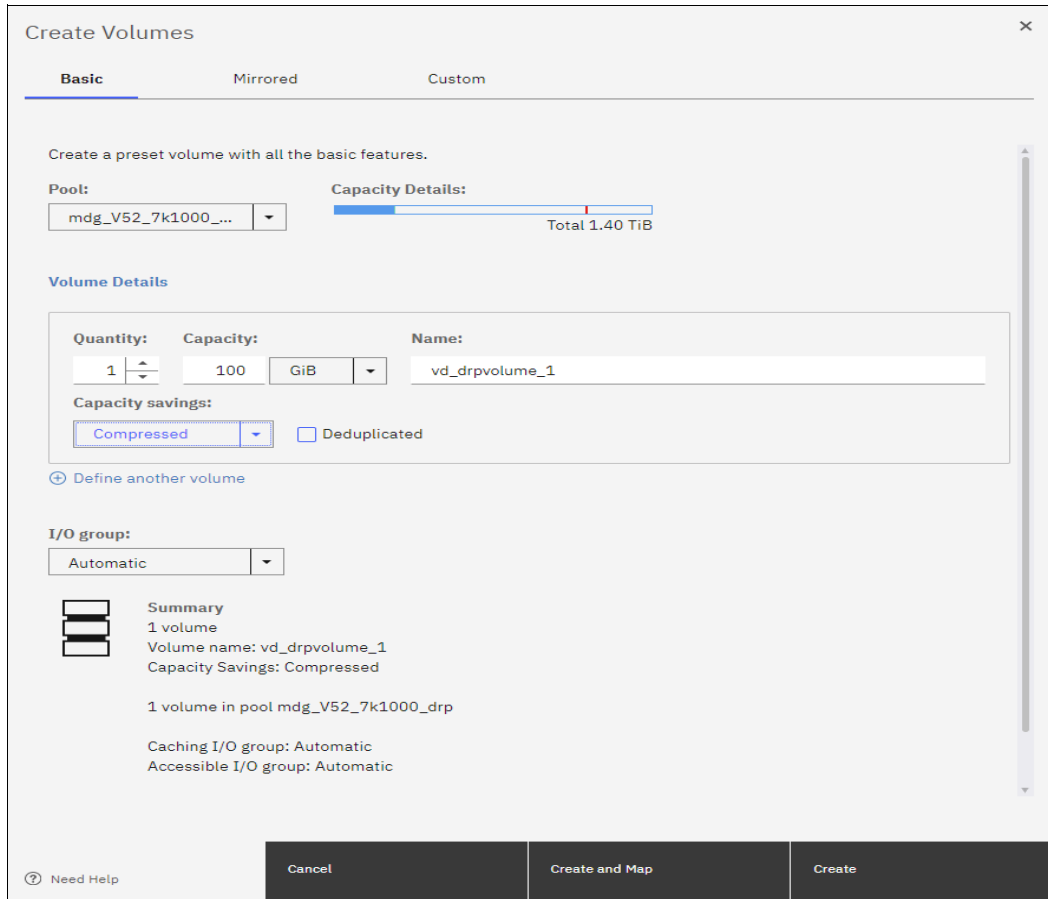 Create Volumes
Basic Mirrored Custom
Create a preset volume with all the basic features.
Pool: Capacity Details:
mdg_V52_7k1000_...
Total 1.40 TiB
Volume Details
Quantity: Capacity: Name:
1 100 GiB vd_drpvolume_1
Capacity savings:
Compressed Deduplicated
Define another volume
I/O group:
Automatic
Summary
1 volume
Volume name: vd_drpvolume_1
Capacity Savings: Compressed
1 volume in pool mdg_V52_7k1000_drp
Caching I/O group: Automatic
Accessible I/O group: Automatic
Need Help Cancel Create and Map Create